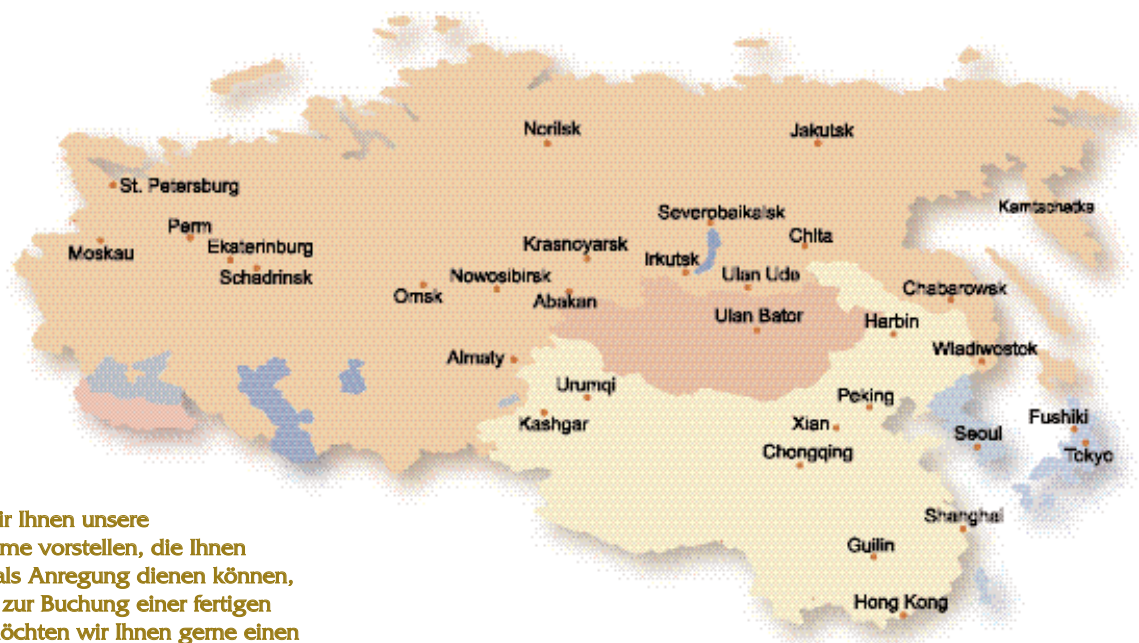 Norilsk
Jakutsk
St. Petersburg
Kamtschatka
Severobaikalsk
Perm
Chita
Moskau
Ekaterinburg
Krasnoyarsk
Irkutsk
Schadrinsk
Nowosibirsk
Ulan Ude
Omsk
Abakan
Chabarowsk
Ulan Bator
Harbin
Wladiwostok
Almaty
Urumqi
Peking
Kashgar
Xian
Fushiki
Seoul
Chongqing
Tokyo
Shanghai
Guilin
Hong Kong
ir Ihnen unsere
me vorstellen, die Ihnen
als Anregung dienen können,
zur Buchung einer fertigen
öchten wir Ihnen gerne einen